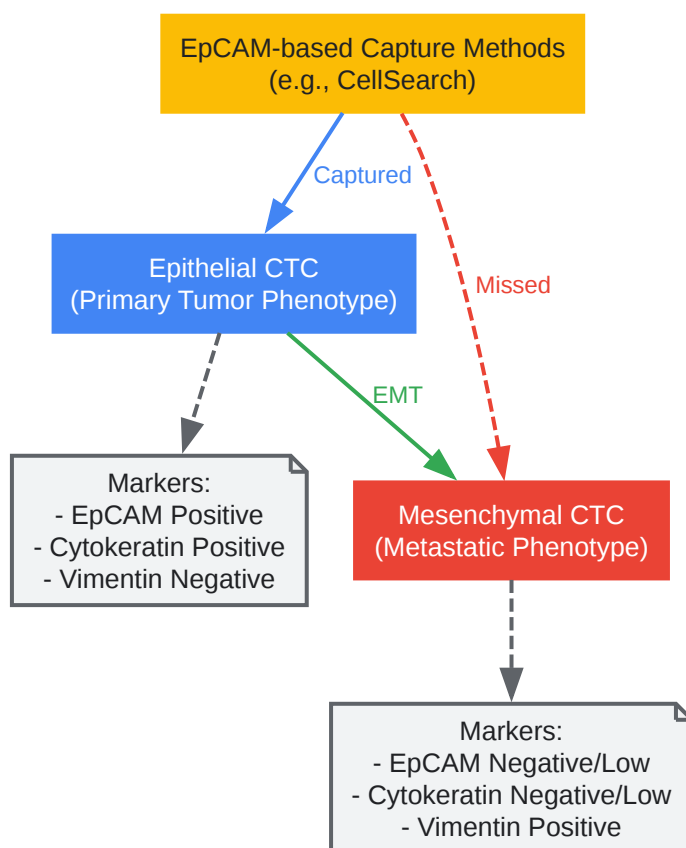 EpCAM-based Capture Methods
(e.g., CellSearch)
Captured
Missed
Epithelial CTC
(Primary Tumor Phenotype)
EMT
Markers:
- EpCAM Positive
- Cytokeratin Positive
- Vimentin Negative
Mesenchymal CTC
(Metastatic Phenotype)
Markers:
- EpCAM Negative/Low
- Cytokeratin Negative/Low
- Vimentin Positive